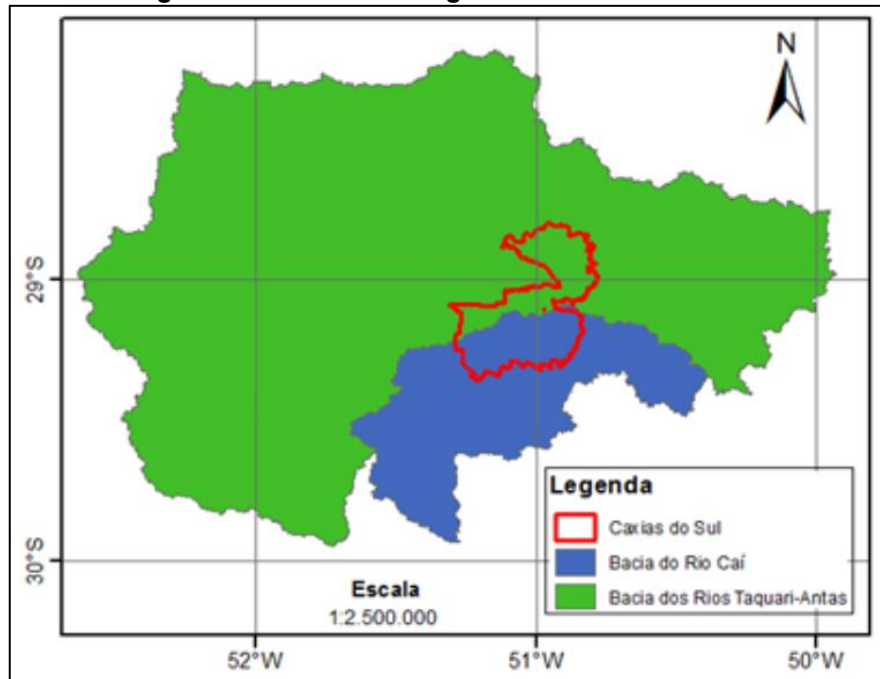 N
29°S
30°S
Legenda
Caxias do Sul
Bacia do Rio Caí
Bacia dos Rios Taquari-Antas
Escala
1:2.500.000
52°W
51°W
50°W